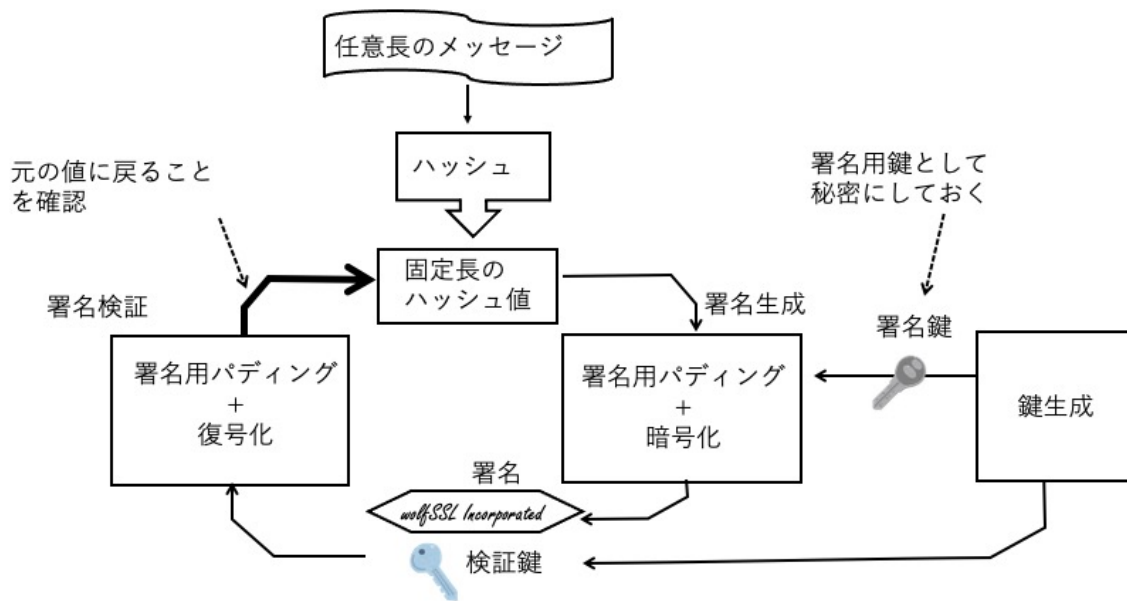 任意長のメッセージ
ハッシュ
元の値に戻ること
を確認
署名用鍵として
秘密にしておく
固定長の
ハッシュ値
署名検証
署名生成
署名鍵
署名用パディング
+
復号化
署名用パディング
+
暗号化
鍵生成
署名
wolfSSL Incorporated
検証鍵